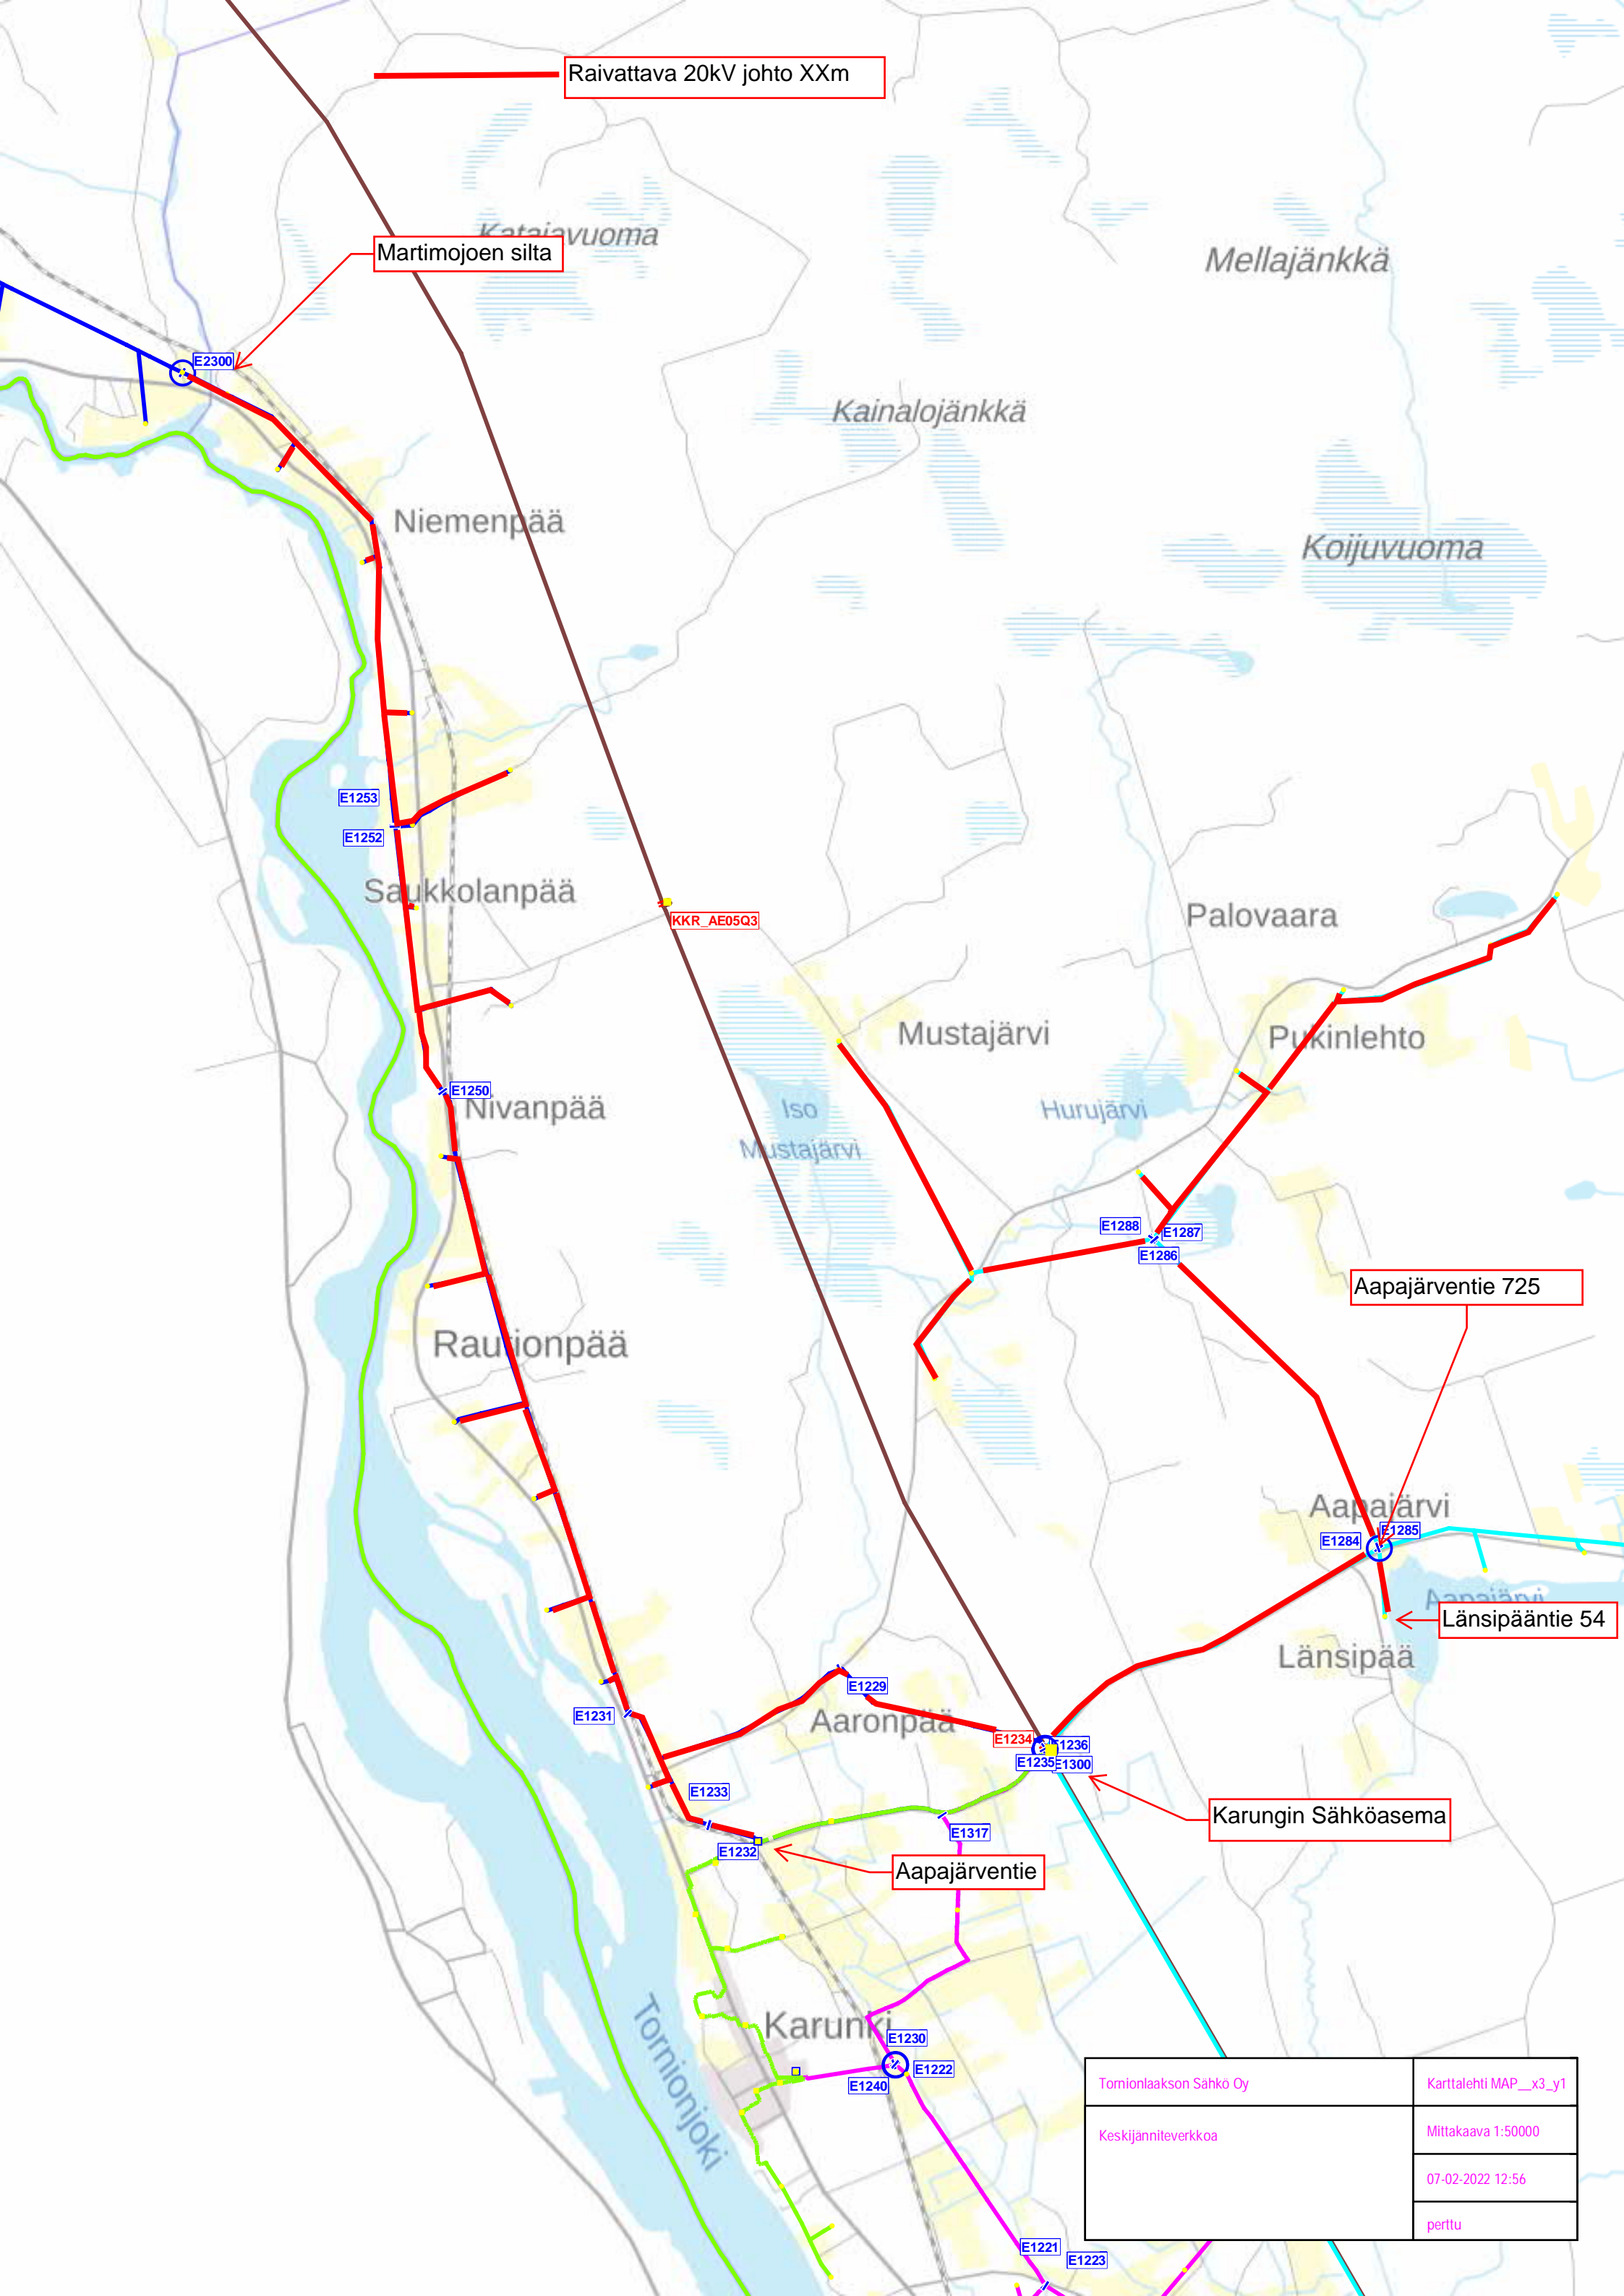 Raivattava 20kV johto XXm
Katajavuoma
Martimojoen silta
Mellajänkkä
E2300
Kainalojänkkä
Niemenpää
Koijuvuoma
E1253
E1252
Saukkolanpää
KKR_AE05Q3
Palovaara
Mustajärvi
Pukinlehto
E1250
Nivanpää
Iso
Mustajärvi
Hurujärvi
E1288
E1287
E1286
Aapajärventie 725
Rautionpää
Aapajärvi
E1285
E1284
Aapajärvi
Länsipääntie 54
Länsipää
E1229
E1231
Aaronpää
E1234
E1236
E1235
E1300
E1233
Karungin Sähköasema
E1317
E1232
Aapajärventie
Tornionjoki
Karunki
E1230
E1222
E1240
Tornionlaakson Sähkö Oy
Karttalehti MAP__x3_y1
Keskijänniteverkkoa
Mittakaava 1:50000
07-02-2022 12:56
perttu
E1221
E1223